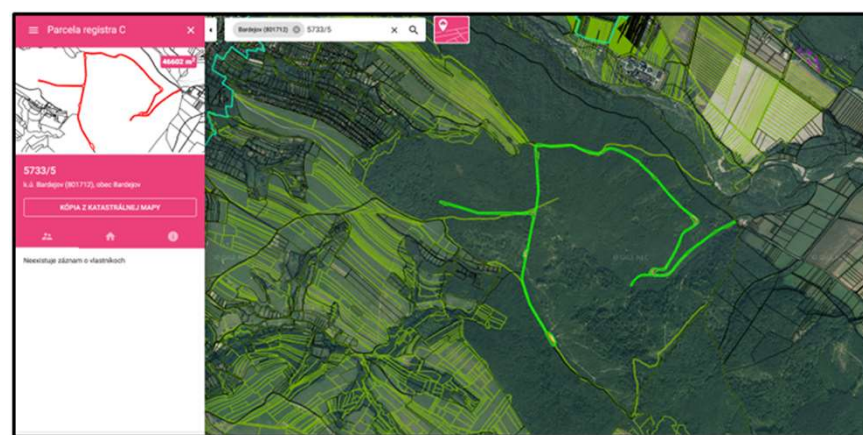 Parcela registra C
46602 m²
5733/5
k.ú. Bardejov (801712), obec Bardejov
KÓPIA Z KATASTRÁLNEJ MAPY
Neexistuje záznam o vlastníkoch
Bardejov (801712) 5733/5